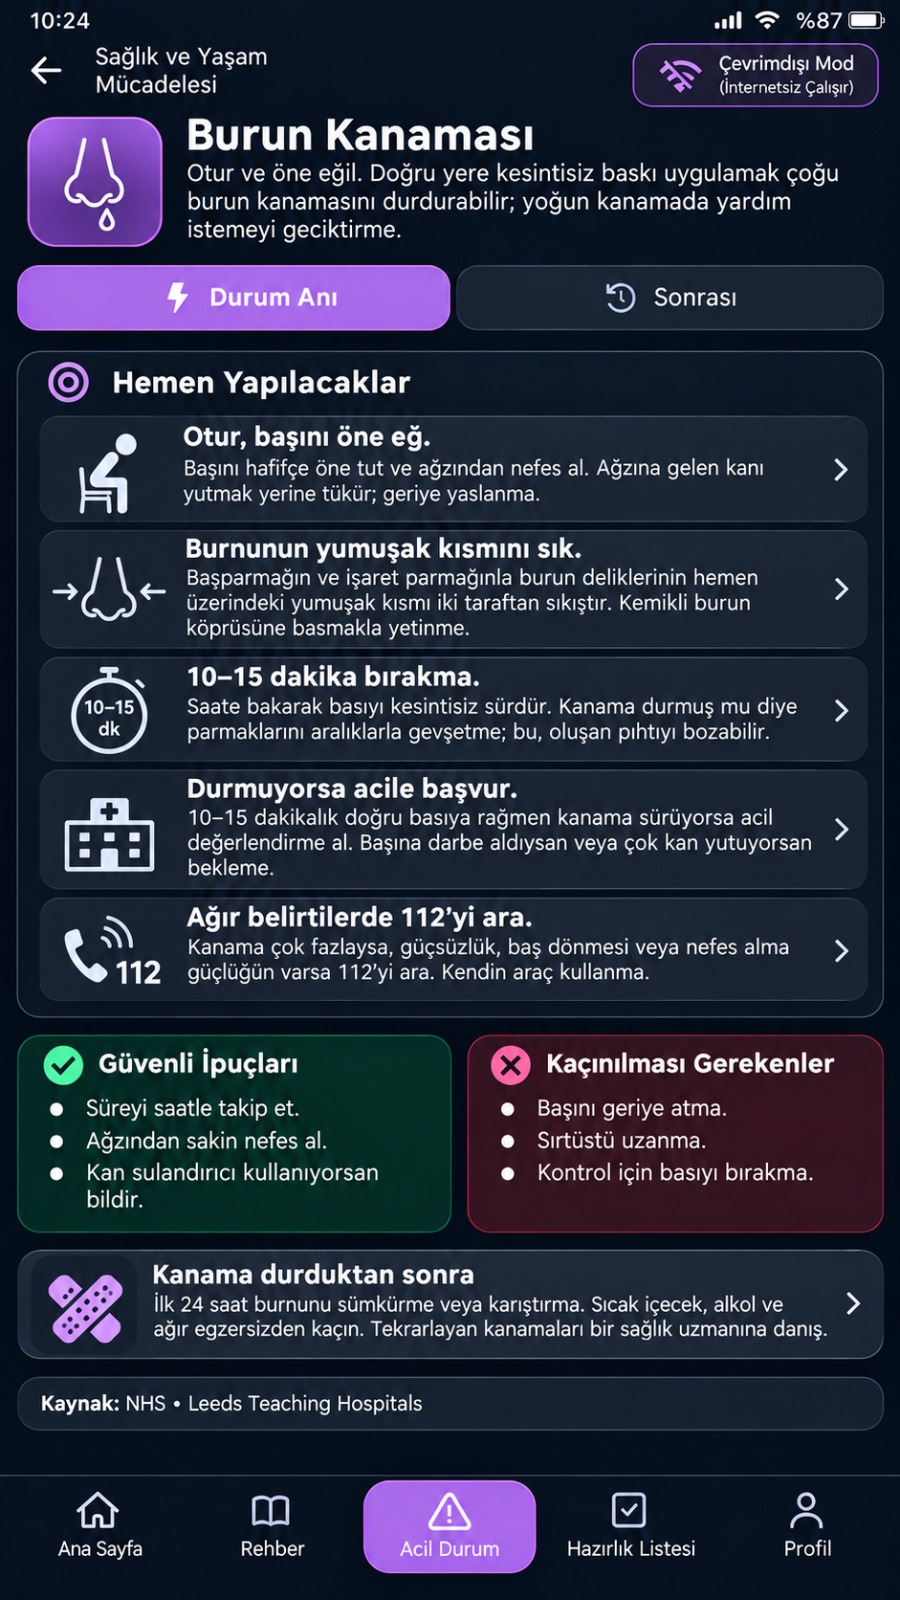 10:24
%87
Sağlık ve Yaşam
Mücadelesi
Çevrimdışı Mod
(İnternetsiz Çalışır)
Burun Kanaması
Otur ve öne eğil. Doğru yere kesintisiz baskı uygulamak çoğu
burun kanamasını durdurabilir; yoğun kanamada yardım
istemeyi geciktirme.
Durum Anı
Sonrası
Hemen Yapılacaklar
Otur, başını öne eğ.
Başını hafifçe öne tut ve ağzından nefes al. Ağzına gelen kanı
yutmak yerine tükür; geriye yaslanma.
Burnunun yumuşak kısmını sık.
Başparmağın ve işaret parmağınla burun deliklerinin hemen
üzerindeki yumuşak kısmı iki taraftan sıkıştır. Kemikli burun
köprüsüne basmakla yetinme.
10–15
dk
10–15 dakika bırakma.
Saate bakarak basıyı kesintisiz sürdür. Kanama durmuş mu diye
parmaklarını aralıklarla gevşetme; bu, oluşan pıhtıyı bozabilir.
Durmuyorsa acile başvur.
10–15 dakikalık doğru basıya rağmen kanama sürüyorsa acil
değerlendirme al. Başına darbe aldıysan veya çok kan yutuyorsan
bekleme.
112
Ağır belirtilerde 112’yi ara.
Kanama çok fazlaysa, güçsüzlük, baş dönmesi veya nefes alma
güçlüğün varsa 112’yi ara. Kendin araç kullanma.
Güvenli İpuçları
Süreyi saatle takip et.
Ağzından sakin nefes al.
Kan sulandırıcı kullanıyorsan
bildir.
Kaçınılması Gerekenler
Başını geriye atma.
Sırtüstü uzanma.
Kontrol için basıyı bırakma.
Kanama durduktan sonra
İlk 24 saat burnunu sümkürme veya karıştırma. Sıcak içecek, alkol ve
ağır egzersizden kaçın. Tekrarlayan kanamaları bir sağlık uzmanına danış.
Kaynak: NHS • Leeds Teaching Hospitals
Ana Sayfa
Rehber
Acil Durum
Hazırlık Listesi
Profil